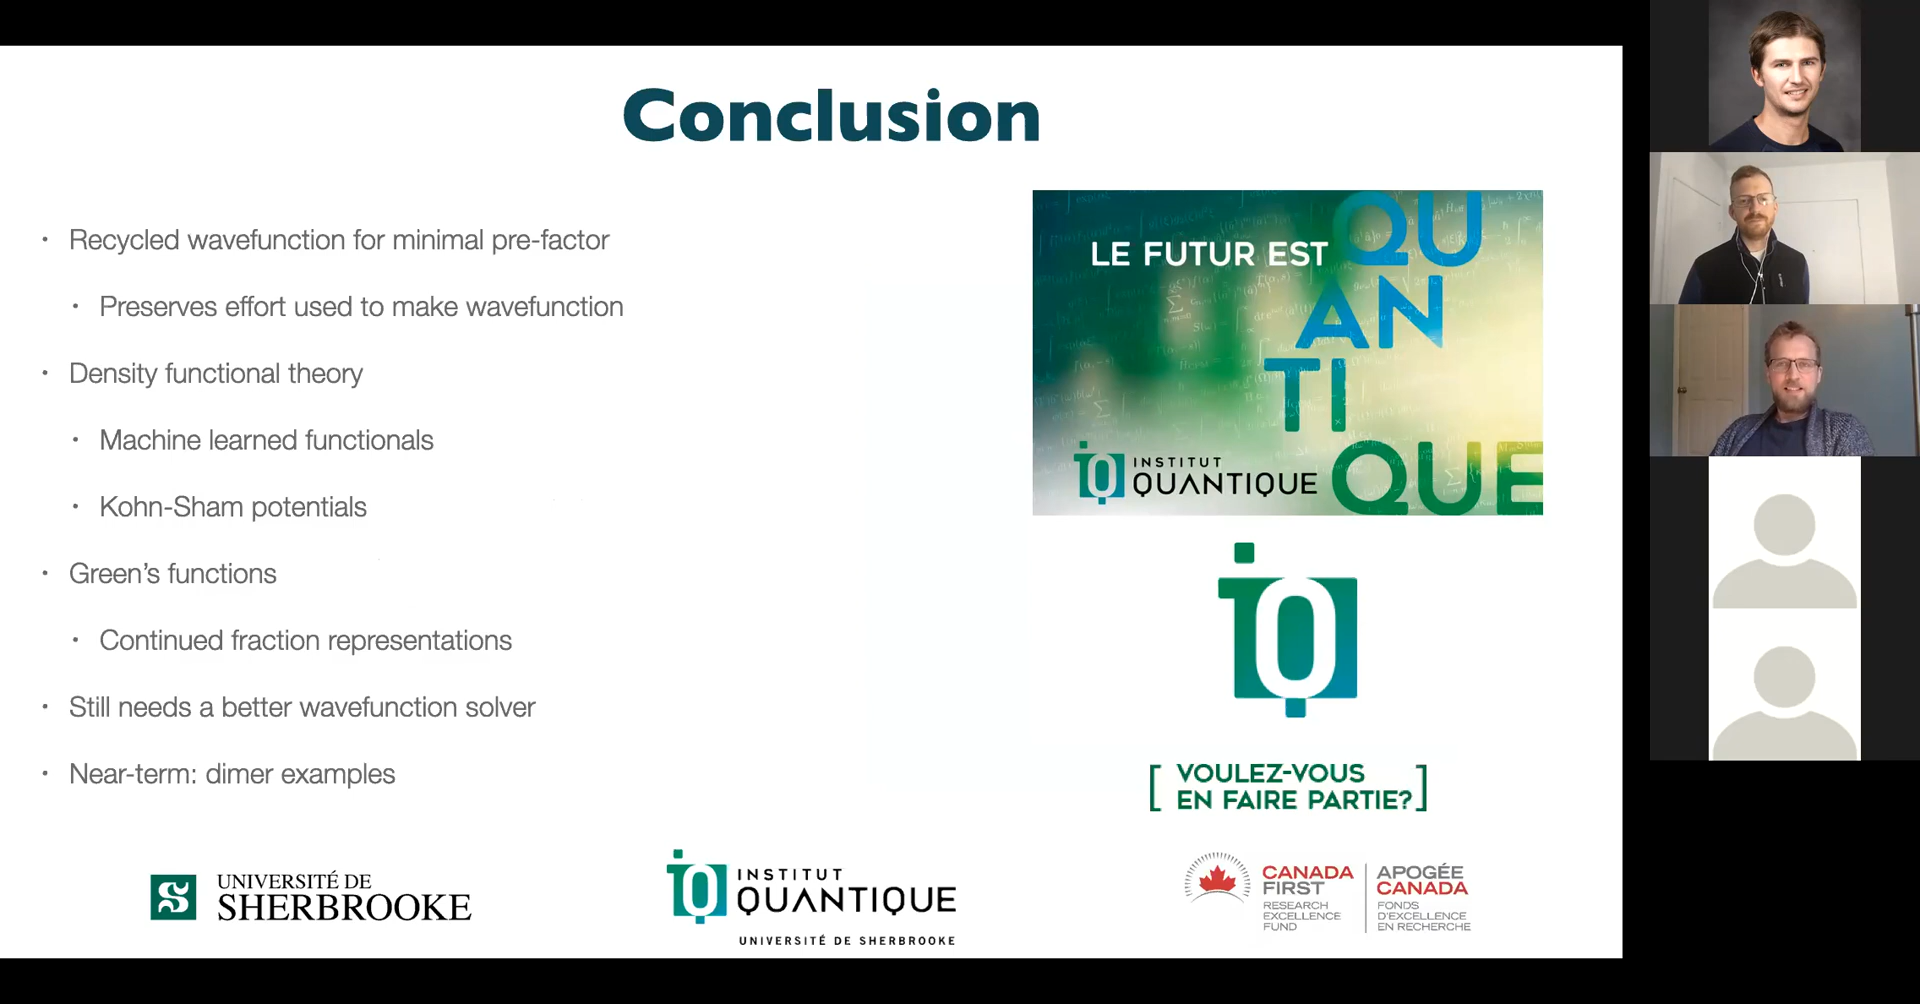 Conclusion
• Recycled wavefunction for minimal pre-factor
• Preserves effort used to make wavefunction
• Density functional theory
• Machine learned functionals
• Kohn-Sham potentials
• Green's functions
• Continued fraction representations
• Still needs a better wavefunction solver
• Near-term: dimer examples
LE FUTUR EST QU
AN
TI
QUE
INSTITUT
QUANTIQUE
[ VOULEZ-VOUS
EN FAIRE PARTIE? ]
UNIVERSITÉ DE
SHERBROOKE
INSTITUT
QUANTIQUE
UNIVERSITÉ DE SHERBROOKE
CANADA
FIRST
RESEARCH
EXCELLENCE
FUND
APOGÉE
CANADA
FONDS
D'EXCELLENCE
EN RECHERCHE